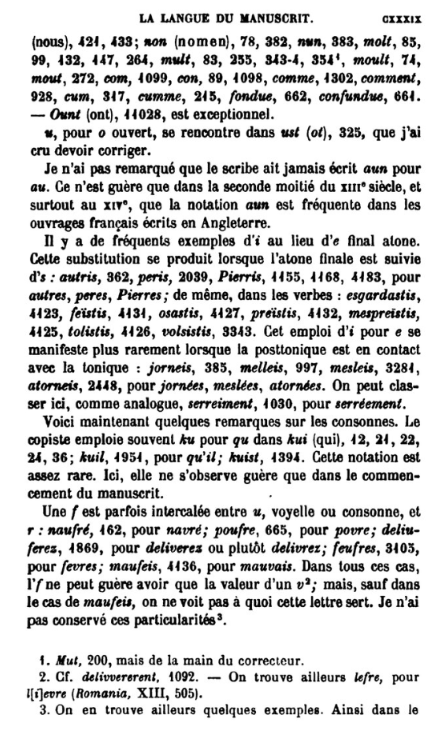 LA LANGUE DU MANUSCRIT. CXXXIX
(nous), 421, 433; non (nomen), 78, 382, nun, 383, molt, 85,
99, 132, 147, 264, mult, 83, 255, 343-4, 354¹, moult, 74,
mout, 272, com, 1099, con, 89, 1098, comme, 1302, comment,
928, cum, 317, cumme, 215, fondue, 662, confundue, 661.
— Ount (ont), 11028, est exceptionnel.
u, pour o ouvert, se rencontre dans ust (ot), 325, que j'ai
cru devoir corriger.
Je n'ai pas remarqué que le scribe ait jamais écrit aun pour
au. Ce n'est guère que dans la seconde moitié du XIIIᵉ siècle, et
surtout au XIVᵉ, que la notation aun est fréquente dans les
ouvrages français écrits en Angleterre.
Il y a de fréquents exemples d'i au lieu d'e final atone.
Cette substitution se produit lorsque l'atone finale est suivie
d's : autris, 362, peris, 2039, Pierris, 1155, 1168, 4183, pour
autres, peres, Pierres; de même, dans les verbes : esgardastis,
4123, feïstis, 4131, osastis, 4127, preïstis, 4132, mespreïstis,
4125, tolistis, 4126, volsistis, 3343. Cet emploi d'i pour e se
manifeste plus rarement lorsque la posttonique est en contact
avec la tonique : jorneis, 385, melleis, 997, mesleis, 3281,
atorneis, 2448, pour jornées, meslées, atornées. On peut clas-
ser ici, comme analogue, serreiment, 1030, pour serréement.
Voici maintenant quelques remarques sur les consonnes. Le
copiste emploie souvent ku pour qu dans kui (qui), 12, 21, 22,
24, 36; kuil, 1951, pour qu'il; kuist, 1394. Cette notation est
assez rare. Ici, elle ne s'observe guère que dans le commen-
cement du manuscrit.
Une f est parfois intercalée entre u, voyelle ou consonne, et
r : naufré, 162, pour navré; poufre, 665, pour povre; deliu-
ferez, 1869, pour deliverez ou plutôt delivrez; feufres, 3105,
pour fevres; maufeis, 4136, pour mauvais. Dans tous ces cas,
l'f ne peut guère avoir que la valeur d'un v²; mais, sauf dans
le cas de maufeis, on ne voit pas à quoi cette lettre sert. Je n'ai
pas conservé ces particularités³.
1. Mut, 200, mais de la main du correcteur.
2. Cf. delivvererent, 1092. — On trouve ailleurs lefre, pour
l[i]evre (Romania, XIII, 505).
3. On en trouve ailleurs quelques exemples. Ainsi dans le